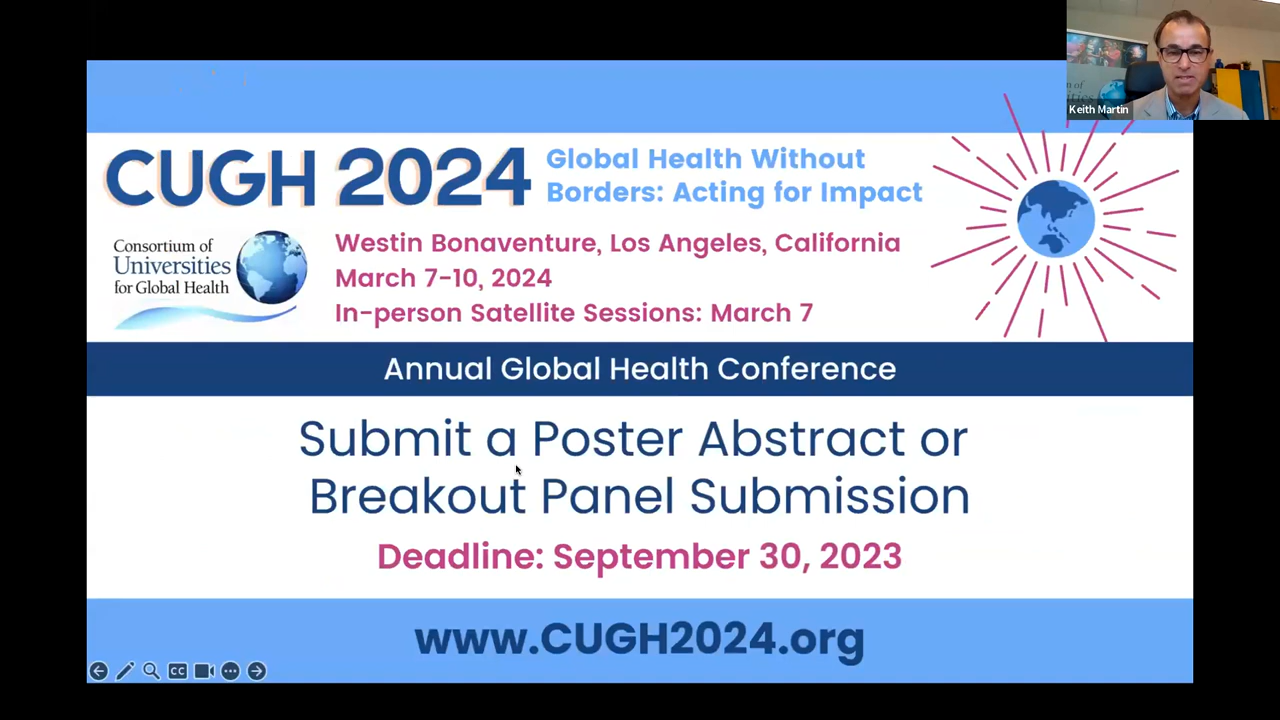 Keith Martin
CUGH 2024
Global Health Without
Borders: Acting for Impact
Consortium of
Universities
for Global Health
Westin Bonaventure, Los Angeles, California
March 7-10, 2024
In-person Satellite Sessions: March 7
Annual Global Health Conference
Submit a Poster Abstract or
Breakout Panel Submission
Deadline: September 30, 2023
www.CUGH2024.org
CC